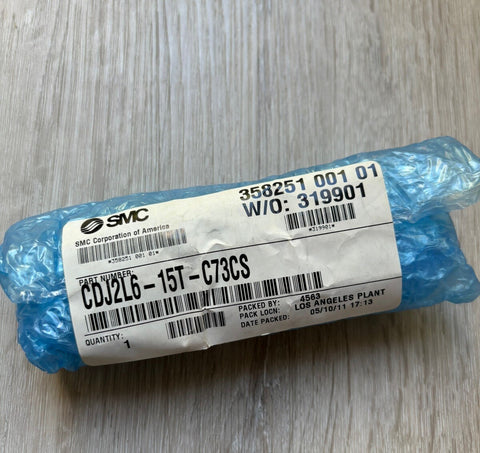 SMC
SMC Corporation of America
358251 001 01
W/O: 319901
*358251 001 01*
*319901*
PART NUMBER:
CDJ2L6-15T-C73CS
QUANTITY:
1
PACKED BY: 4563
PACK LOCN: LOS ANGELES PLANT
DATE PACKED: 05/10/11 17:13